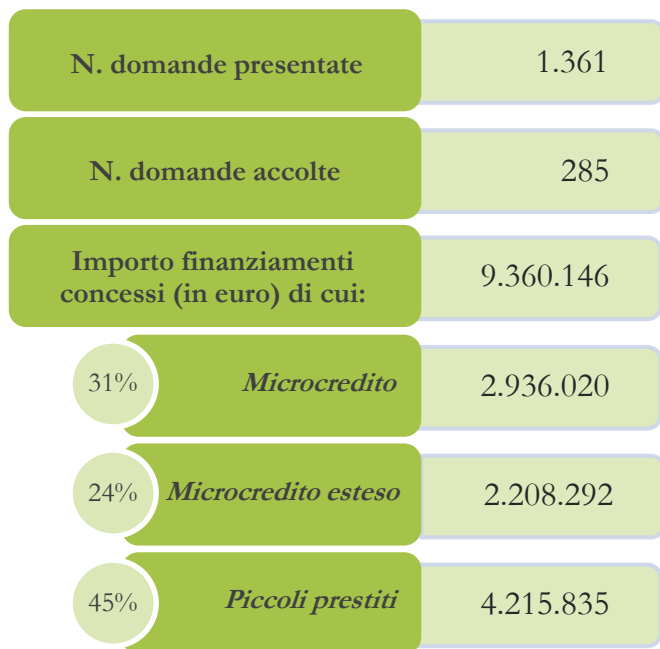 N. domande presentate 1.361
N. domande accolte 285
Importo finanziamenti
concessi (in euro) di cui: 9.360.146
31% Microcredito 2.936.020
24% Microcredito esteso 2.208.292
45% Piccoli prestiti 4.215.835